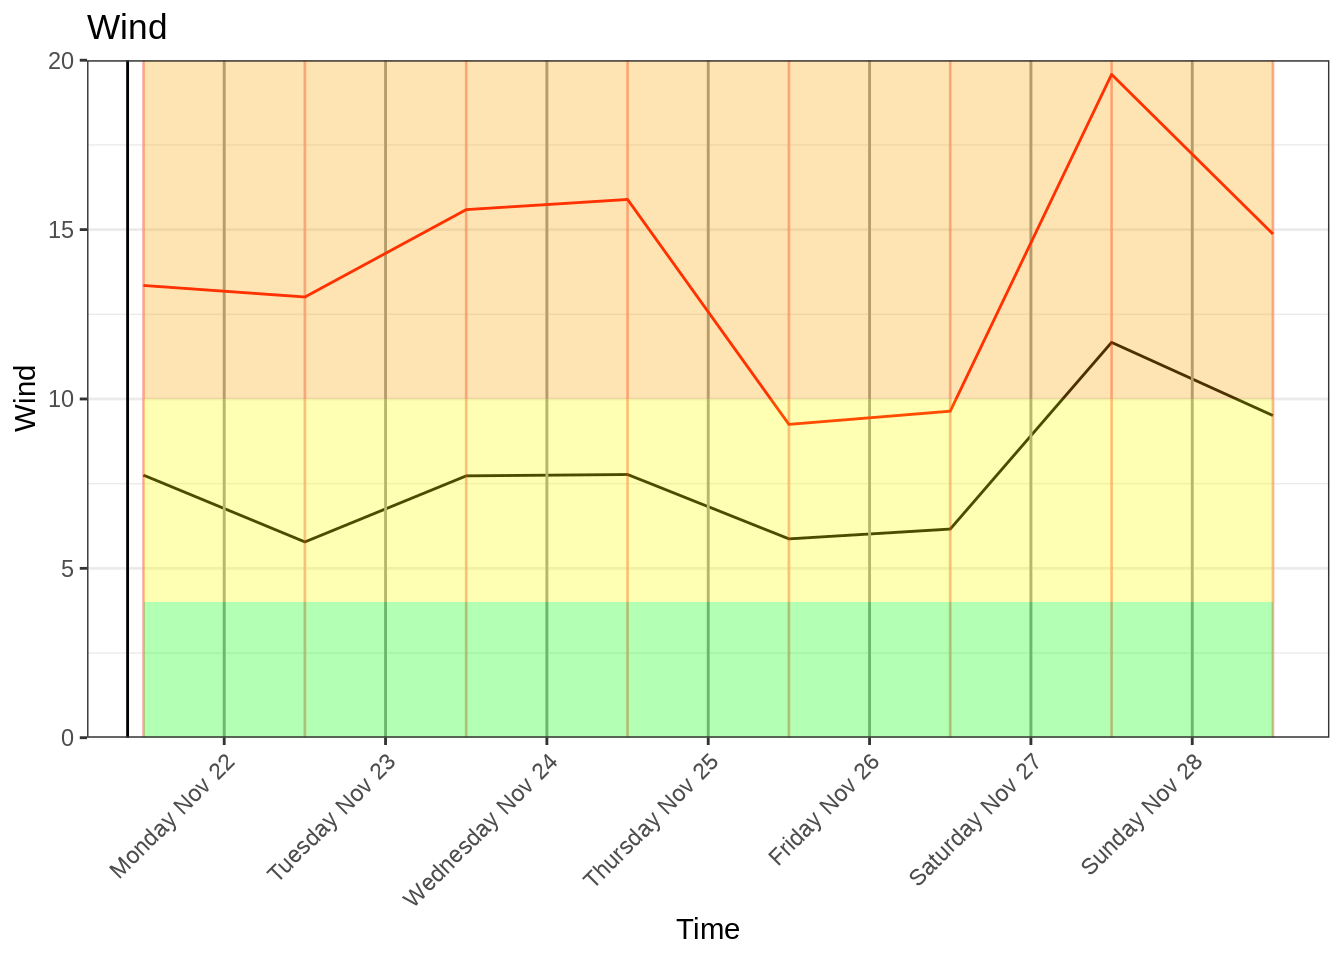 Wind
20
15
10
5
0
Wind
Monday Nov 22
Tuesday Nov 23
Wednesday Nov 24
Thursday Nov 25
Friday Nov 26
Saturday Nov 27
Sunday Nov 28
Time